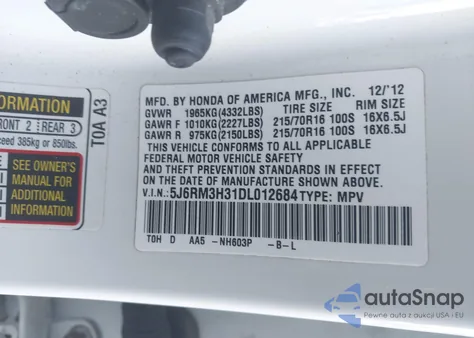 ORMATION
RONT 2 REAR 3
ceed 385kg or 850lbs.
SEE OWNER'S
MANUAL FOR
ADDITIONAL
INFORMATION
T0A A3
MFD. BY HONDA OF AMERICA MFG., INC. 12/'12
GVWR 1965KG(4332LBS) TIRE SIZE RIM SIZE
GAWR F 1010KG(2227LBS) 215/70R16 100S 16X6.5J
GAWR R 975KG(2150LBS) 215/70R16 100S 16X6.5J
THIS VEHICLE CONFORMS TO ALL APPLICABLE
FEDERAL MOTOR VEHICLE SAFETY
AND THEFT PREVENTION STANDARDS IN EFFECT
ON THE DATE OF MANUFACTURE SHOWN ABOVE.
V.I.N:5J6RM3H31DL012684 TYPE: MPV
T0H D AA5 -NH603P -B-L
autoSnap
Pewne auta z aukcji USA i EU